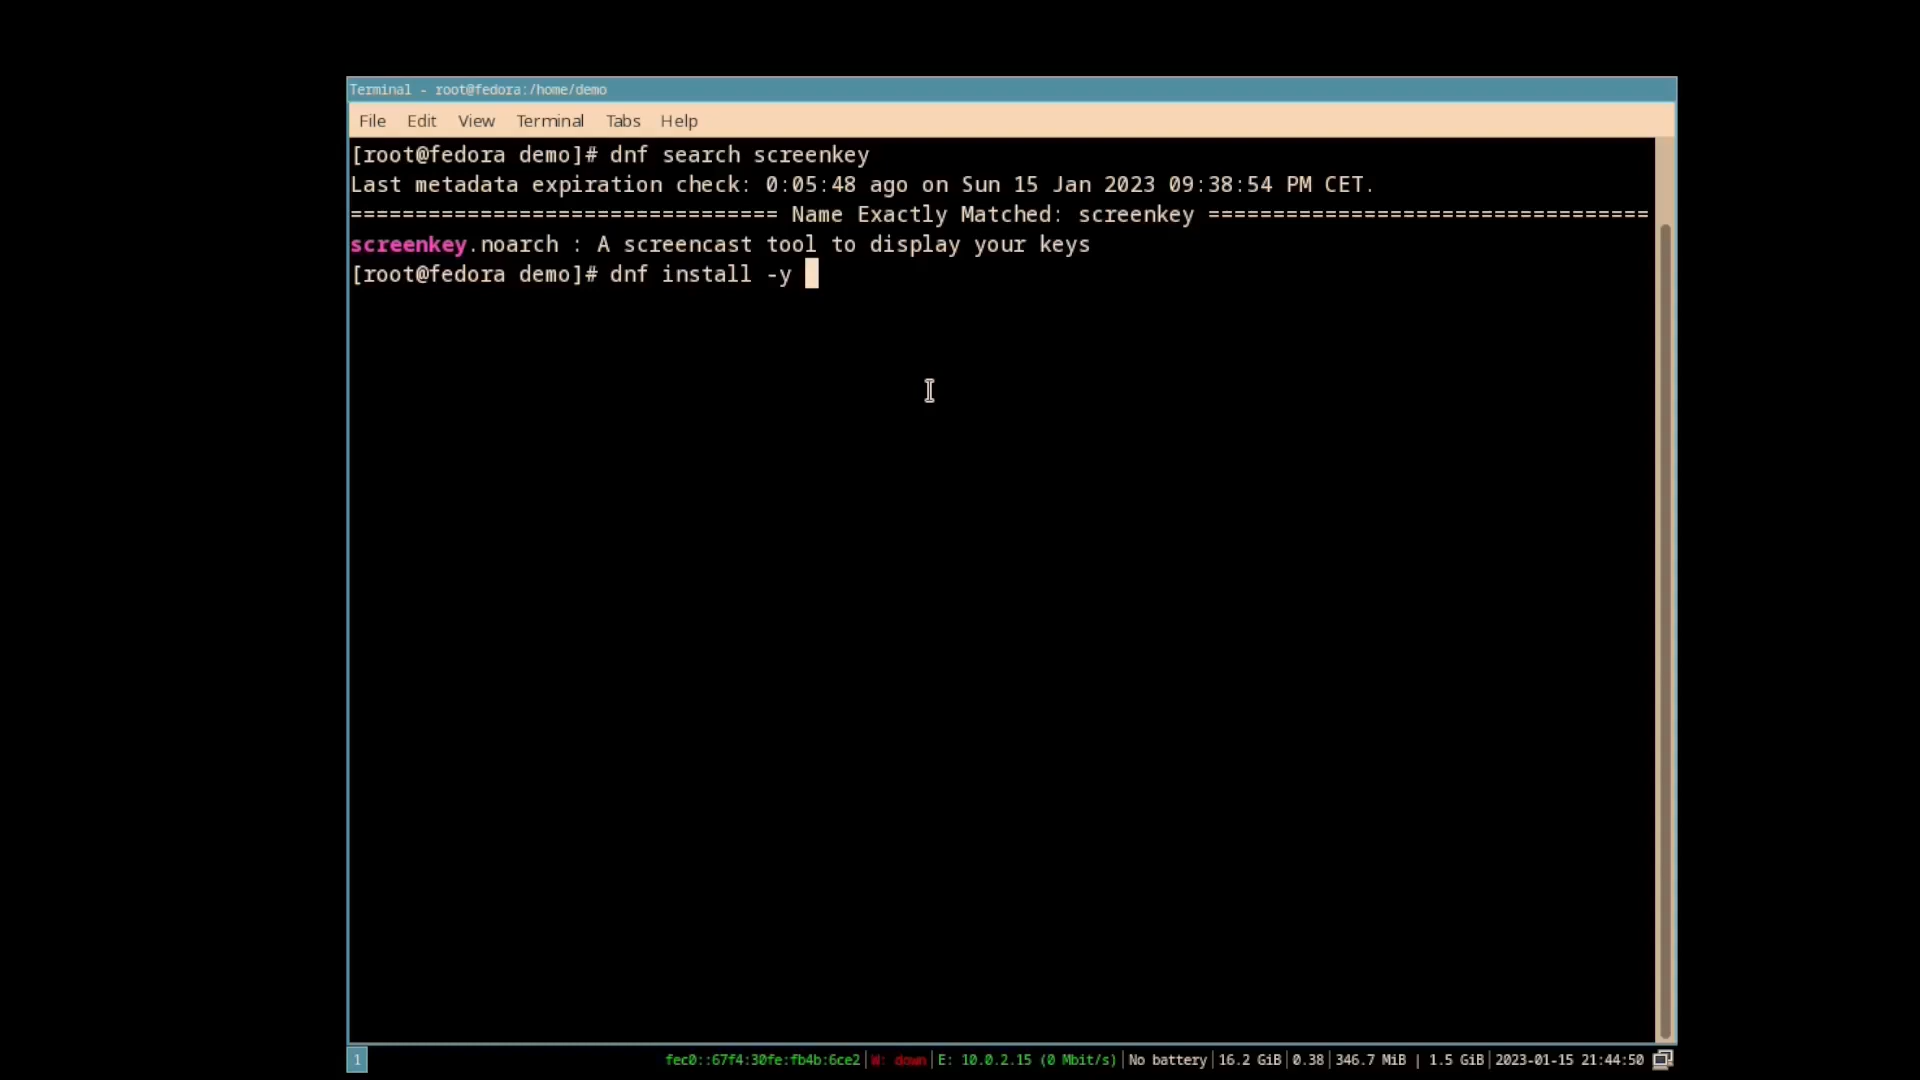 Terminal - root@fedora:/home/demo
File Edit View Terminal Tabs Help
[root@fedora demo]# dnf search screenkey
Last metadata expiration check: 0:05:48 ago on Sun 15 Jan 2023 09:38:54 PM CET.
================================= Name Exactly Matched: screenkey ==================================
screenkey.noarch : A screencast tool to display your keys
[root@fedora demo]# dnf install -y
1 fec0::67f4:30fe:fb4b:6ce2|W: down|E: 10.0.2.15 (0 Mbit/s)|No battery|16.2 GiB|0.38|346.7 MiB | 1.5 GiB|2023-01-15 21:44:50